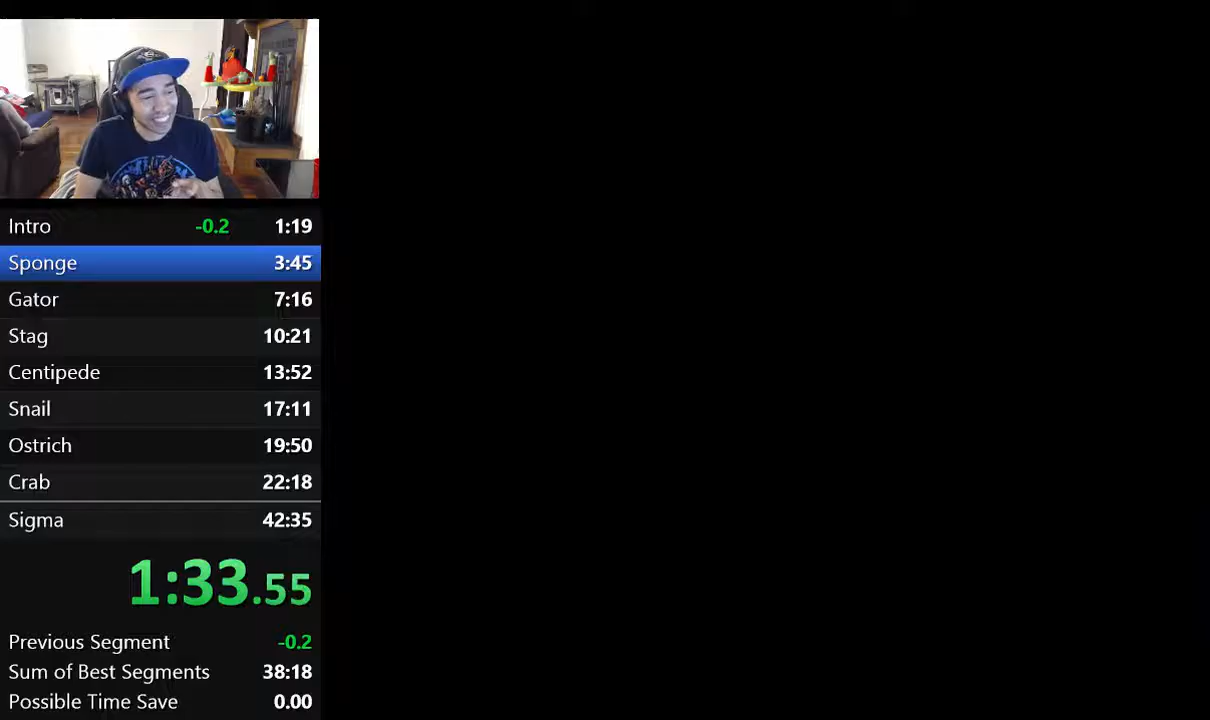 Intro -0.2 1:19
Sponge 3:45
Gator 7:16
Stag 10:21
Centipede 13:52
Snail 17:11
Ostrich 19:50
Crab 22:18
Sigma 42:35
1:33.55
Previous Segment -0.2
Sum of Best Segments 38:18
Possible Time Save 0.00